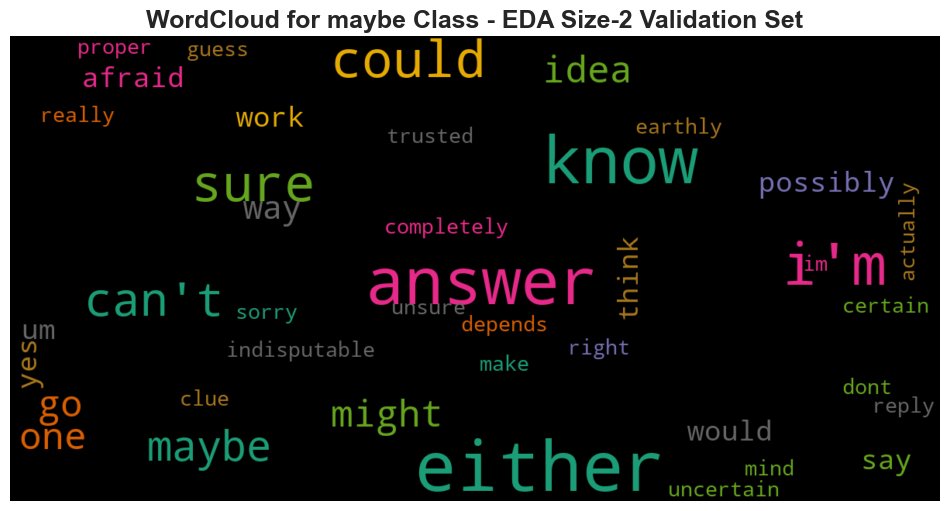 WordCloud for maybe Class - EDA Size-2 Validation Set
proper
guess
could
afraid
idea
really
work
trusted
earthly
know
sure
way
possibly
actually
completely
think
i'm
im
answer
can't
sorry
unsure
certain
um
depends
indisputable
right
make
yes
clue
dont
go
might
reply
one
maybe
would
either
mind
say
uncertain